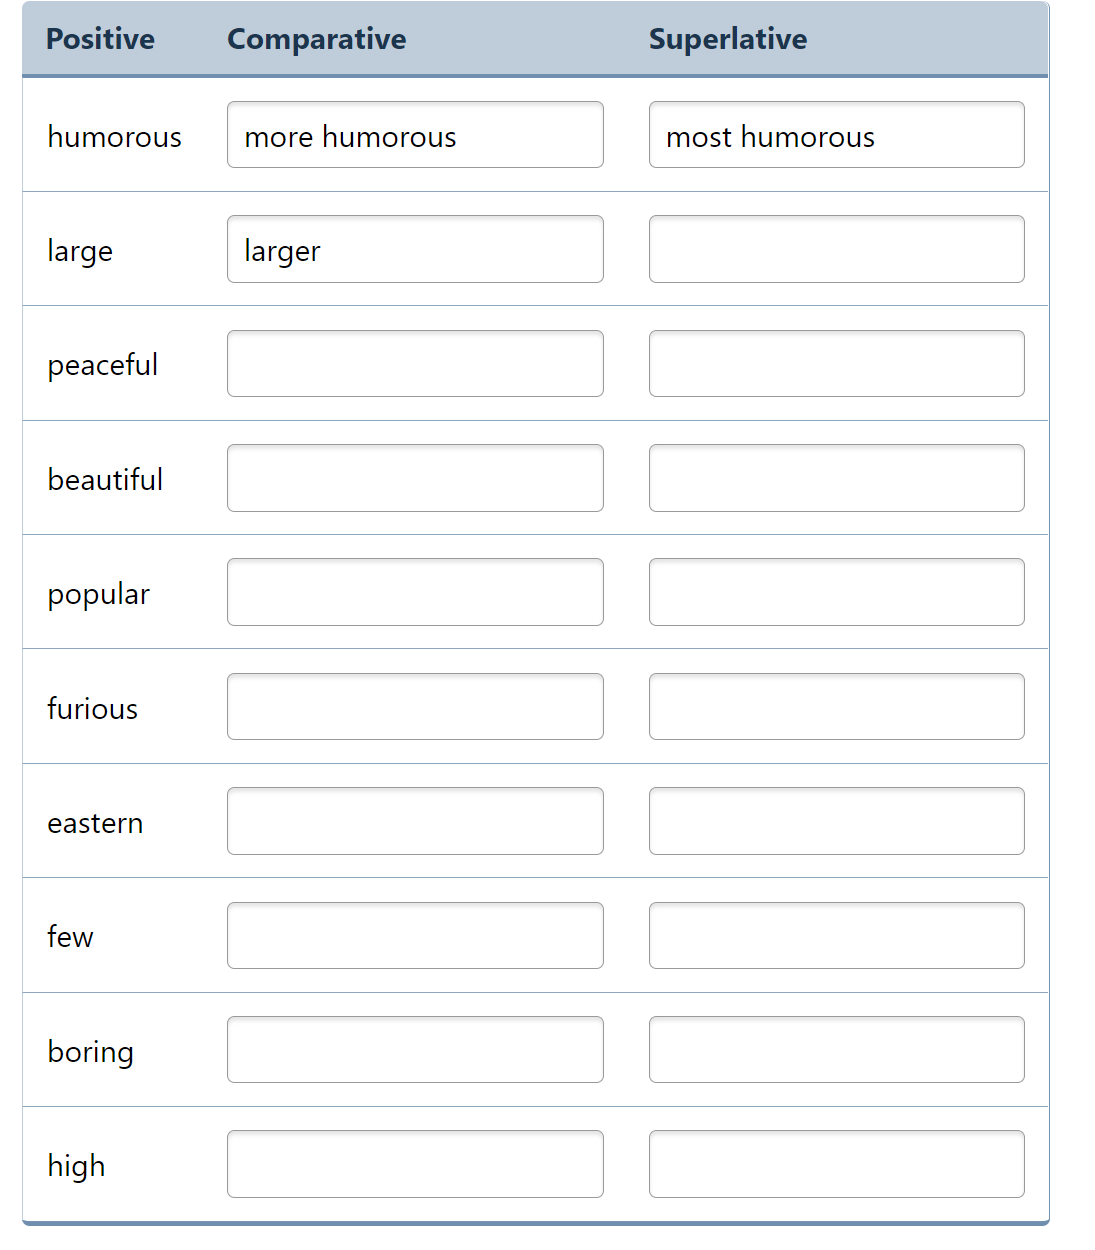 Positive Comparative Superlative
humorous more humorous most humorous
large larger
peaceful
beautiful
popular
furious
eastern
few
boring
high